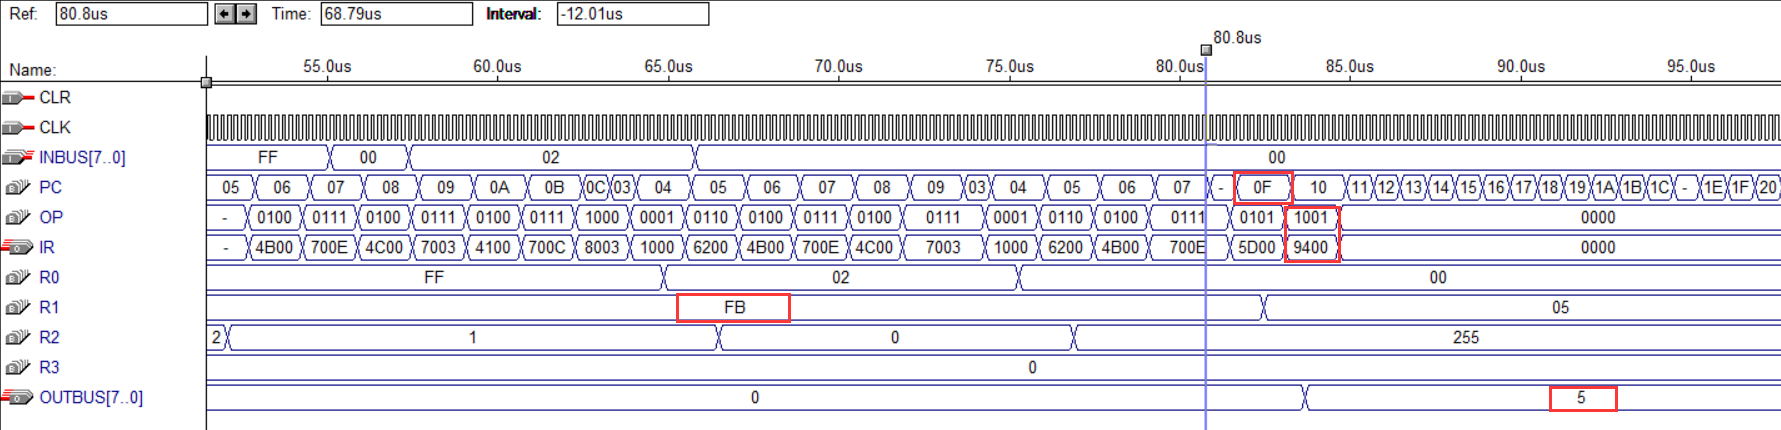 Ref: 80.8us Time: 68.79us Interval: -12.01us
80.8us
Name: 55.0us 60.0us 65.0us 70.0us 75.0us 80.0us 85.0us 90.0us 95.0us
CLR
CLK
INBUS[7..0] FF 00 02 00
PC 05 06 07 08 09 0A 0B 0C 03 04 05 06 07 08 09 03 04 05 06 07 - 0F 10 11 12 13 14 15 16 17 18 19 1A 1B 1C - 1E 1F 20
OP - 0100 0111 0100 0111 0100 0111 1000 0001 0110 0100 0111 0100 0111 0001 0110 0100 0111 0101 1001 0000
IR - 4B00 700E 4C00 7003 4100 700C 8003 1000 6200 4B00 700E 4C00 7003 1000 6200 4B00 700E 5D00 9400 0000
R0 FF 02 00
R1 FB 05
R2 2 1 0 255
R3 0
OUTBUS[7..0] 0 5